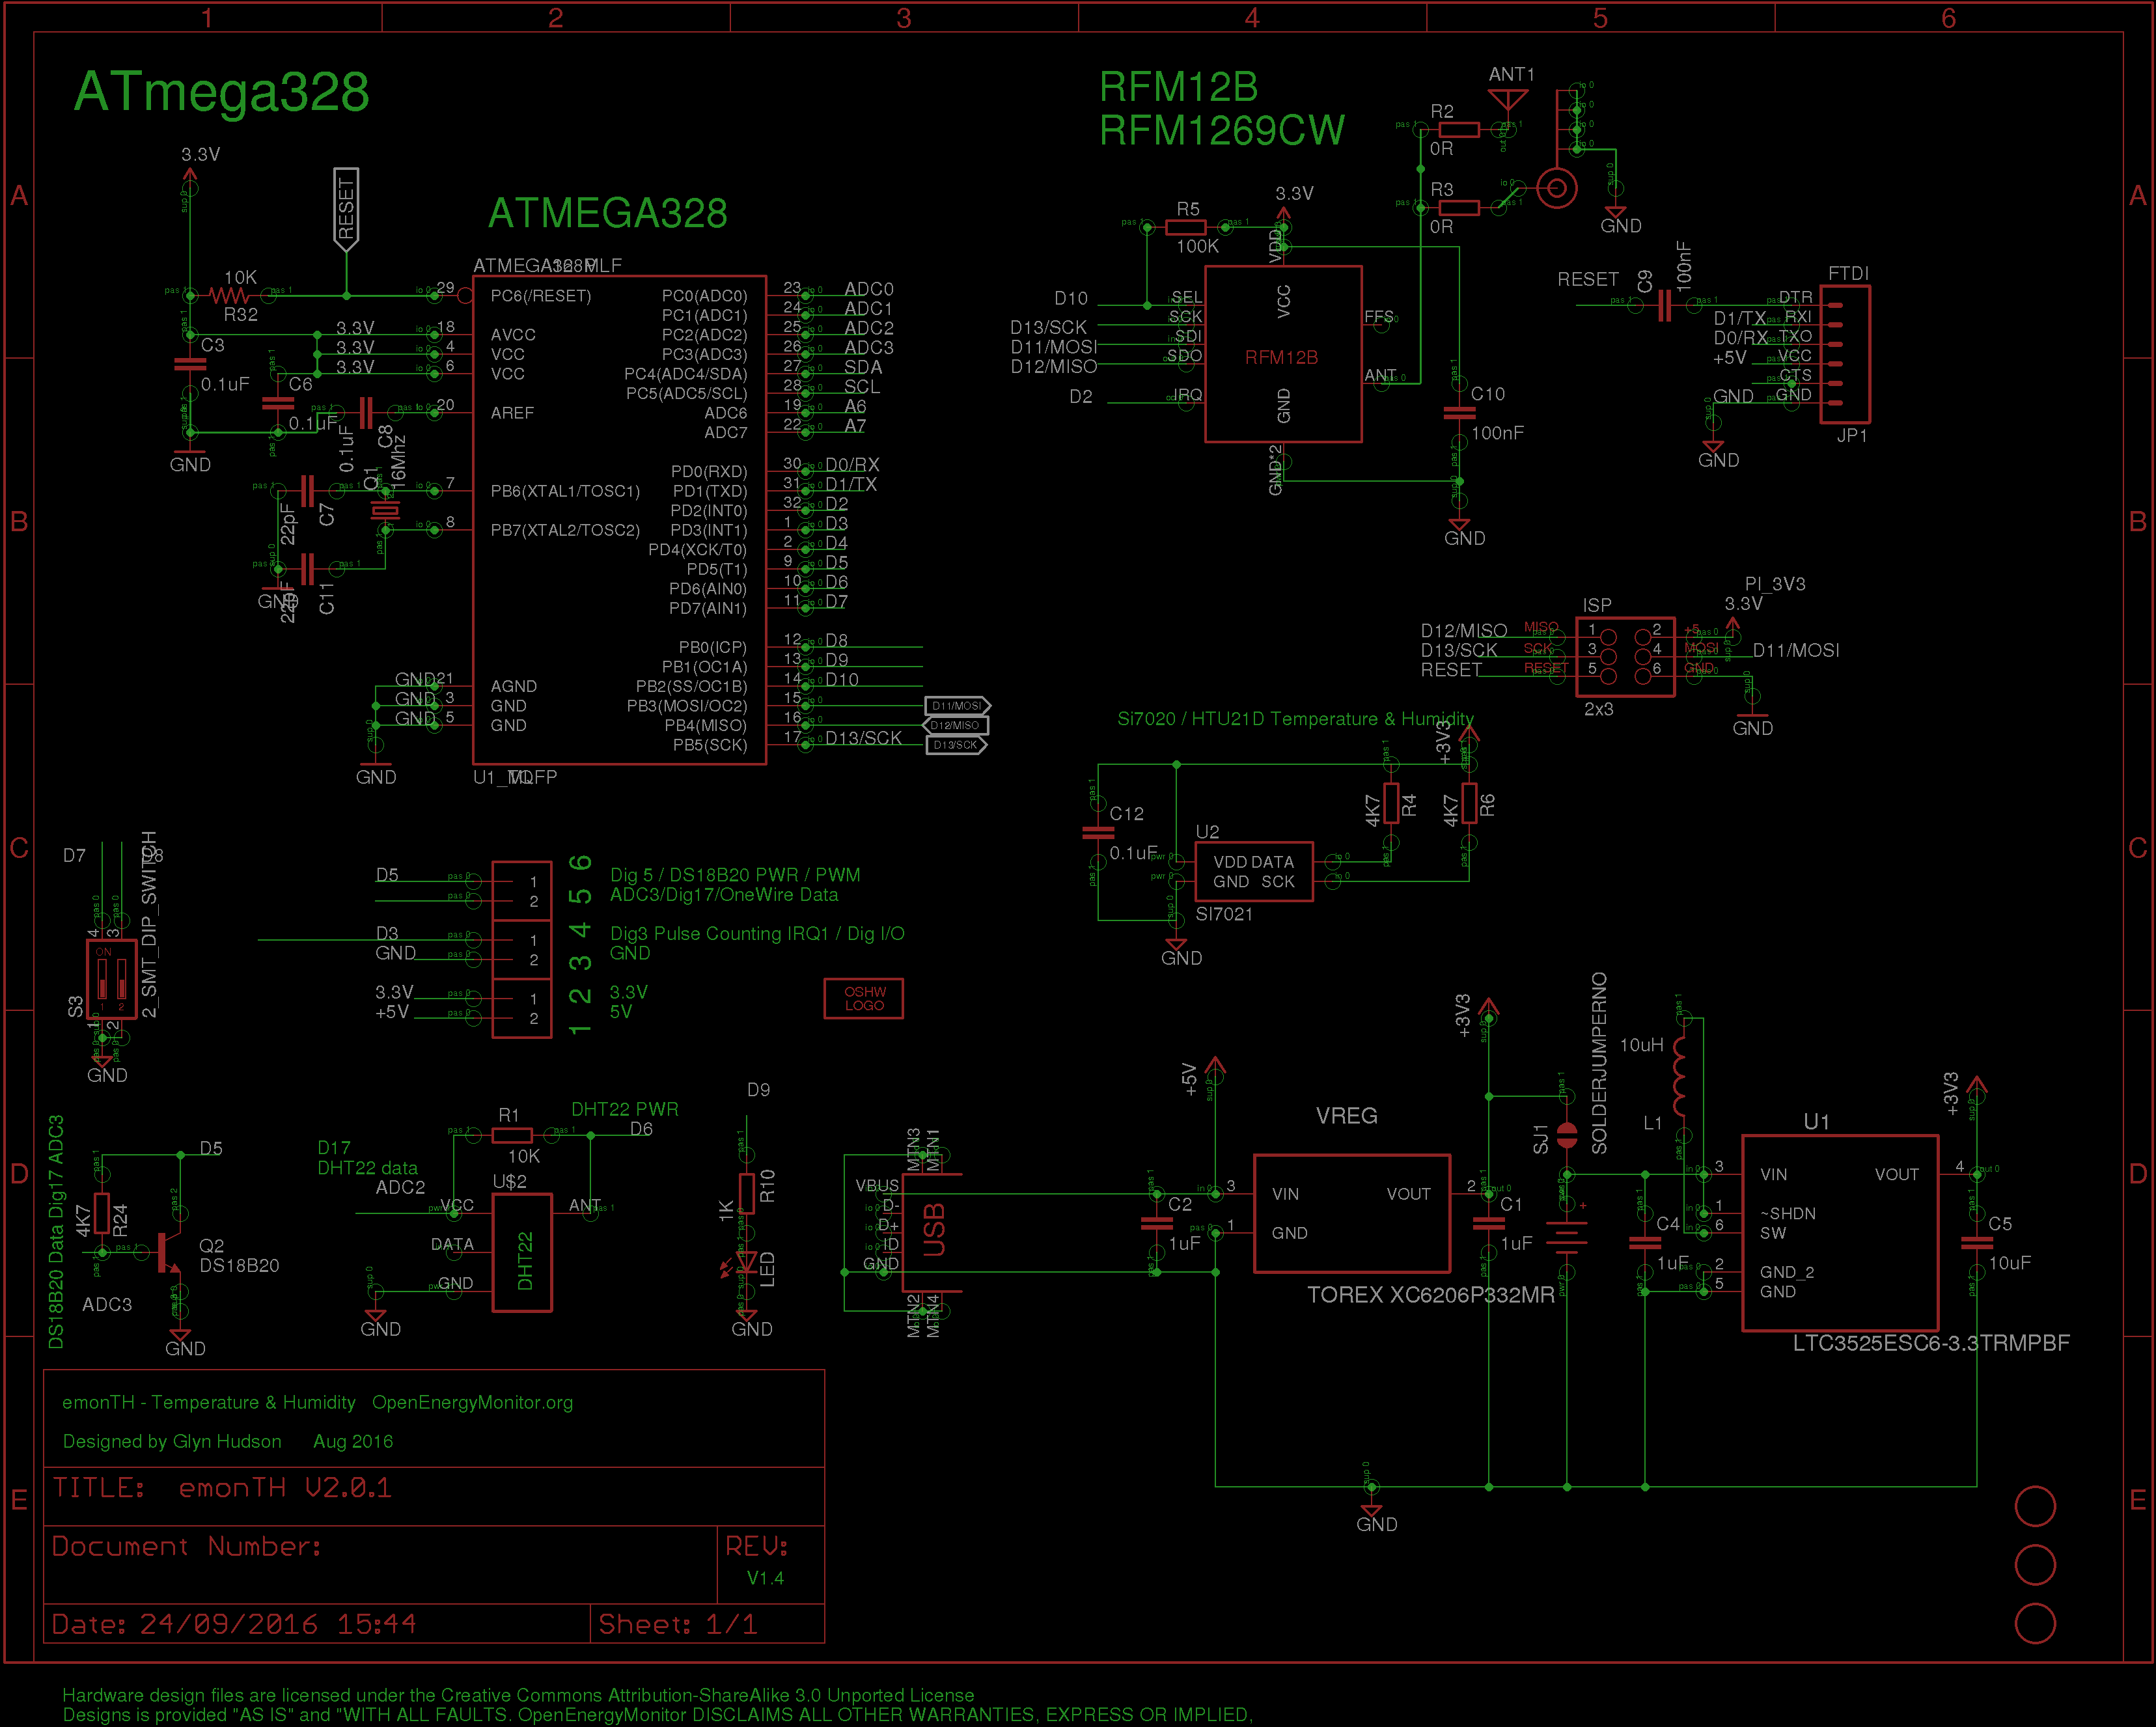 1 2 3 4 5 6
A
B
C
D
E
ATmega328
3.3V
RESET
ATMEGA328
10K
R32
C3
0.1uF
C6
0.1uF
0.1uF
C8
Q1
16Mhz
GND
C7
22pF
C11
22pF
GND
3.3V
3.3V
3.3V
29 PC6(/RESET)
18 AVCC
4 VCC
6 VCC
20 AREF
7 PB6(XTAL1/TOSC1)
8 PB7(XTAL2/TOSC2)
GND 21 AGND
GND 3 GND
GND 5 GND
GND
PC0(ADC0) 23 ADC0
PC1(ADC1) 24 ADC1
PC2(ADC2) 25 ADC2
PC3(ADC3) 26 ADC3
PC4(ADC4/SDA) 27 SDA
PC5(ADC5/SCL) 28 SCL
ADC6 19 A6
ADC7 22 A7
PD0(RXD) 30 D0/RX
PD1(TXD) 31 D1/TX
PD2(INT0) 32 D2
PD3(INT1) 1 D3
PD4(XCK/T0) 2 D4
PD5(T1) 9 D5
PD6(AIN0) 10 D6
PD7(AIN1) 11 D7
PB0(ICP) 12 D8
PB1(OC1A) 13 D9
PB2(SS/OC1B) 14 D10
PB3(MOSI/OC2) 15 D11/MOSI
PB4(MISO) 16 D12/MISO
PB5(SCK) 17 D13/SCK D13/SCK
RFM12B
RFM1269CW
ANT1
R2
0R
R3
0R
GND
3.3V
R5
100K
VDD
VCC
D10 SEL
D13/SCK SCK
D11/MOSI SDI
D12/MISO SDO
D2 IRQ
RFM12B
FFS
ANT
GND
GND*2
C10
100nF
GND
RESET
C9
100nF
FTDI
DTR
D1/TX RXI
D0/RX TXO
+5V VCC
CTS
GND GND
JP1
GND
PI_3V3
ISP
3.3V
D12/MISO MISO 1 2 +5
D13/SCK SCK 3 4 MOSI D11/MOSI
RESET RESET 5 6 GND
2x3
GND
Si7020 / HTU21D Temperature & Humidity
+3V3
C12
0.1uF
4K7
R4
4K7
R6
U2
VDD DATA
GND SCK
SI7021
GND
D7
D8
2_SMT_DIP_SWITCH
4 3
ON
1 2
S3
1 2
GND
D5 1
2
D3 1
GND 2
3.3V 1
+5V 2
1 2 3 4 5 6
Dig 5 / DS18B20 PWR / PWM
ADC3/Dig17/OneWire Data
Dig3 Pulse Counting IRQ1 / Dig I/O
GND
3.3V
5V
OSHW
LOGO
DS18B20 Data Dig17 ADC3
D5
4K7
R24
Q2
DS18B20
ADC3
GND
R1
10K
DHT22 PWR
D6
D17
DHT22 data
ADC2
U$2
VCC
DATA
GND
ANT
DHT22
GND
D9
1K
R10
LED
GND
MTN3
MTN1
VBUS
D-
D+
ID
GND
USB
MTN2
MTN4
+5V
C2
1uF
VREG
3 VIN
1 GND
VOUT 2
TOREX XC6206P332MR
+3V3
C1
1uF
SJ1
SOLDERJUMPERNO
+
10uH
L1
C4
1uF
U1
3 VIN
1 ~SHDN
6 SW
2 GND_2
5 GND
VOUT 4
LTC3525ESC6-3.3TRMPBF
+3V3
C5
10uF
GND
emonTH - Temperature & Humidity OpenEnergyMonitor.org
Designed by Glyn Hudson Aug 2016
TITLE: emonTH V2.0.1
Document Number:
REV:
V1.4
Date: 24/09/2016 15:44
Sheet: 1/1
Hardware design files are licensed under the Creative Commons Attribution-ShareAlike 3.0 Unported License
Designs is provided "AS IS" and "WITH ALL FAULTS. OpenEnergyMonitor DISCLAIMS ALL OTHER WARRANTIES, EXPRESS OR IMPLIED,